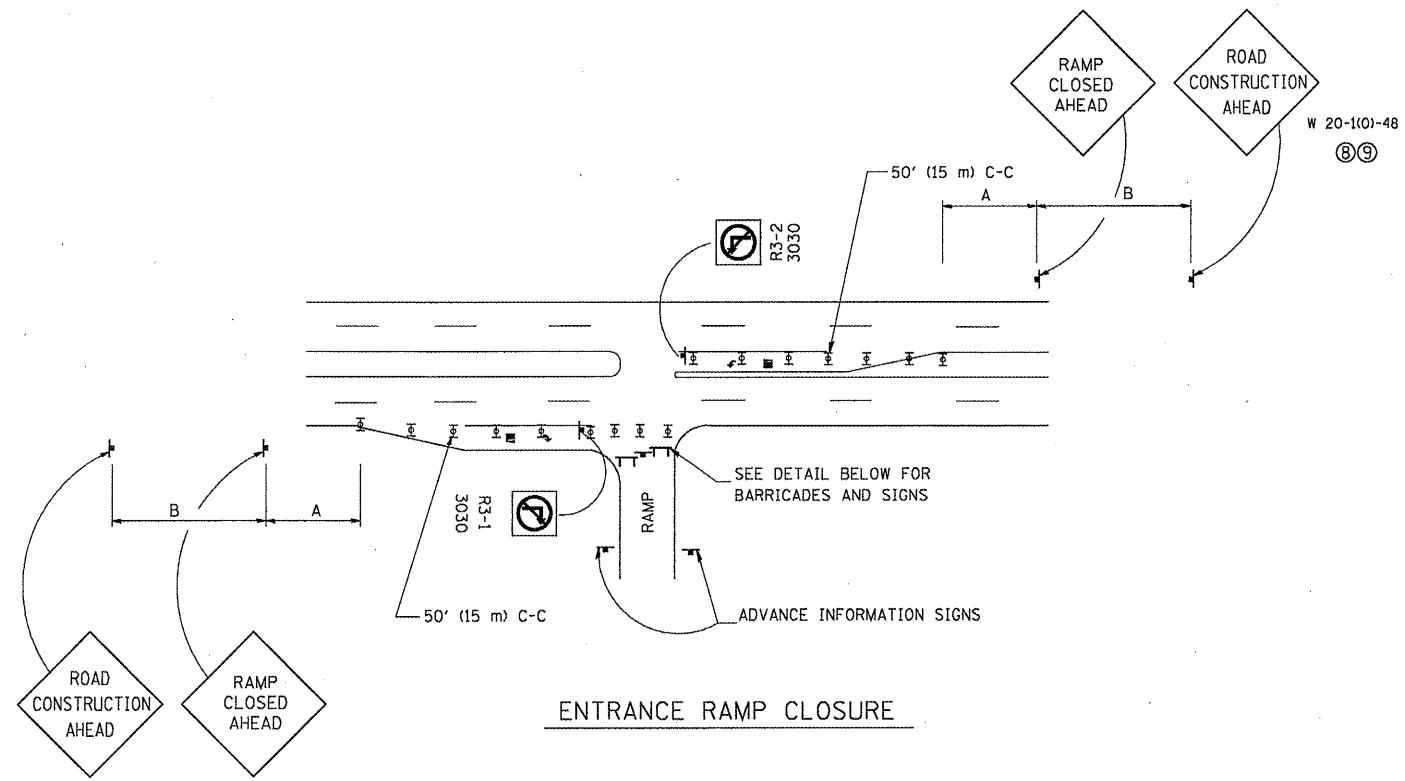 RAMP
CLOSED
AHEAD
ROAD
CONSTRUCTION
AHEAD
W 20-1(O)-48
⑧⑨
50' (15 m) C-C
A
B
R3-2
3030
SEE DETAIL BELOW FOR
BARRICADES AND SIGNS
RAMP
R3-1
3030
B
A
50' (15 m) C-C
ADVANCE INFORMATION SIGNS
ROAD
CONSTRUCTION
AHEAD
RAMP
CLOSED
AHEAD
ENTRANCE RAMP CLOSURE